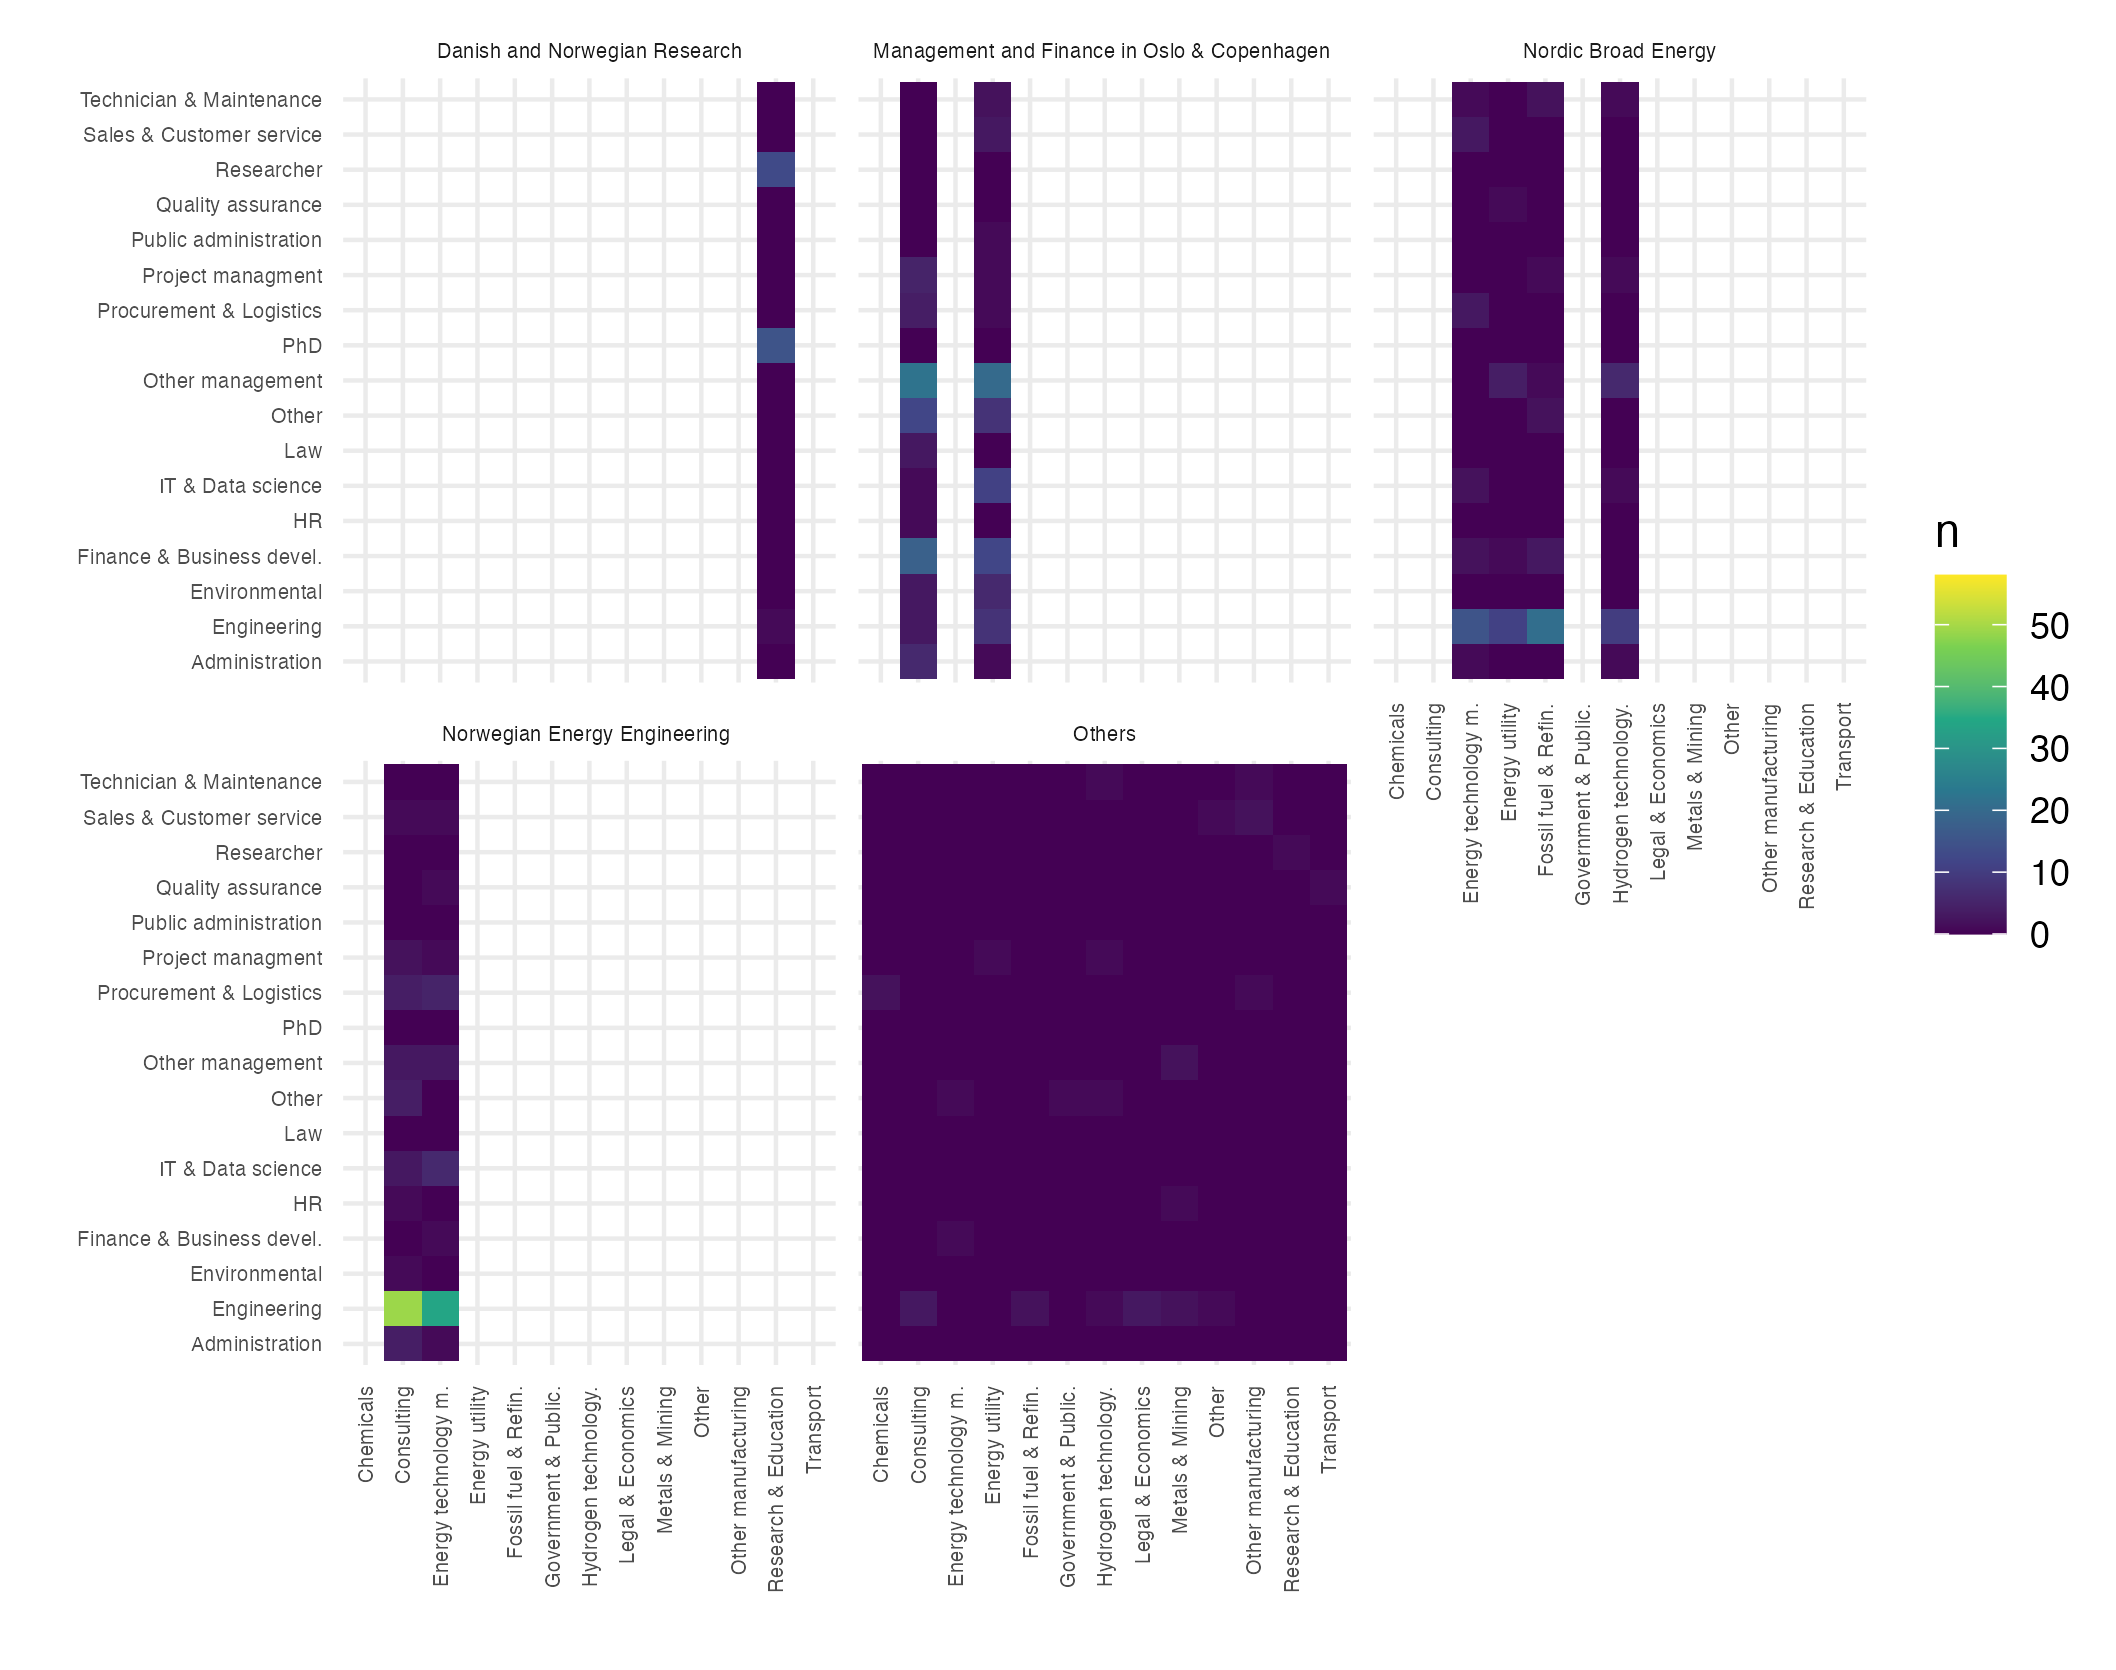 Danish and Norwegian Research
Management and Finance in Oslo & Copenhagen
Nordic Broad Energy
Technician & Maintenance
Sales & Customer service
Researcher
Quality assurance
Public administration
Project managment
Procurement & Logistics
PhD
Other management
Other
Law
IT & Data science
HR
Finance & Business devel.
Environmental
Engineering
Administration
n
50
40
30
20
10
0
Chemicals
Consulting
Energy technology m.
Energy utility
Fossil fuel & Refin.
Government & Public.
Hydrogen technology.
Legal & Economics
Metals & Mining
Other
Other manufacturing
Research & Education
Transport
Norwegian Energy Engineering
Others
Technician & Maintenance
Sales & Customer service
Researcher
Quality assurance
Public administration
Project managment
Procurement & Logistics
PhD
Other management
Other
Law
IT & Data science
HR
Finance & Business devel.
Environmental
Engineering
Administration
Chemicals
Consulting
Energy technology m.
Energy utility
Fossil fuel & Refin.
Government & Public.
Hydrogen technology.
Legal & Economics
Metals & Mining
Other
Other manufacturing
Research & Education
Transport
Chemicals
Consulting
Energy technology m.
Energy utility
Fossil fuel & Refin.
Government & Public.
Hydrogen technology.
Legal & Economics
Metals & Mining
Other
Other manufacturing
Research & Education
Transport